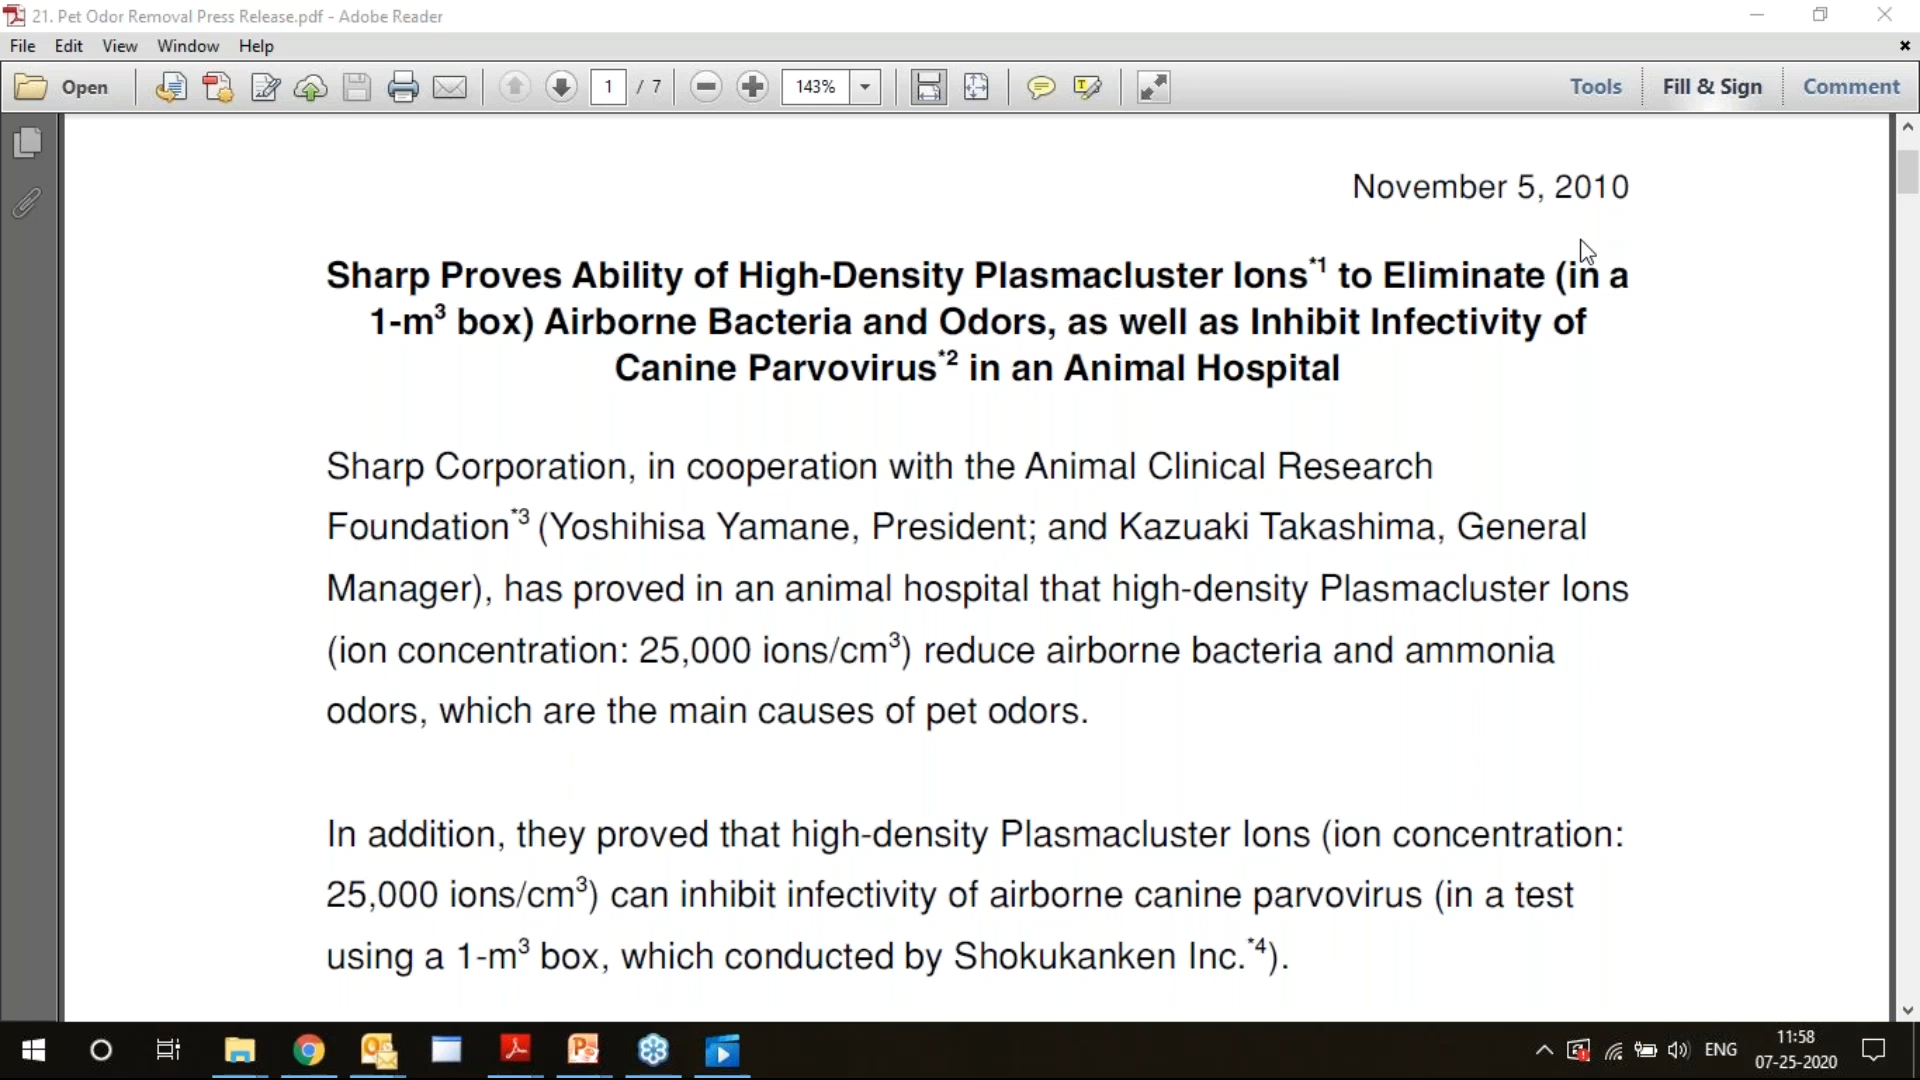 21. Pet Odor Removal Press Release.pdf - Adobe Reader
File Edit View Window Help
Open 1 / 7 143% Tools Fill & Sign Comment
November 5, 2010
Sharp Proves Ability of High-Density Plasmacluster Ions*1 to Eliminate (in a
1-m3 box) Airborne Bacteria and Odors, as well as Inhibit Infectivity of
Canine Parvovirus*2 in an Animal Hospital
Sharp Corporation, in cooperation with the Animal Clinical Research
Foundation*3 (Yoshihisa Yamane, President; and Kazuaki Takashima, General
Manager), has proved in an animal hospital that high-density Plasmacluster Ions
(ion concentration: 25,000 ions/cm3) reduce airborne bacteria and ammonia
odors, which are the main causes of pet odors.
In addition, they proved that high-density Plasmacluster Ions (ion concentration:
25,000 ions/cm3) can inhibit infectivity of airborne canine parvovirus (in a test
using a 1-m3 box, which conducted by Shokukanken Inc.*4).
ENG
11:58
07-25-2020